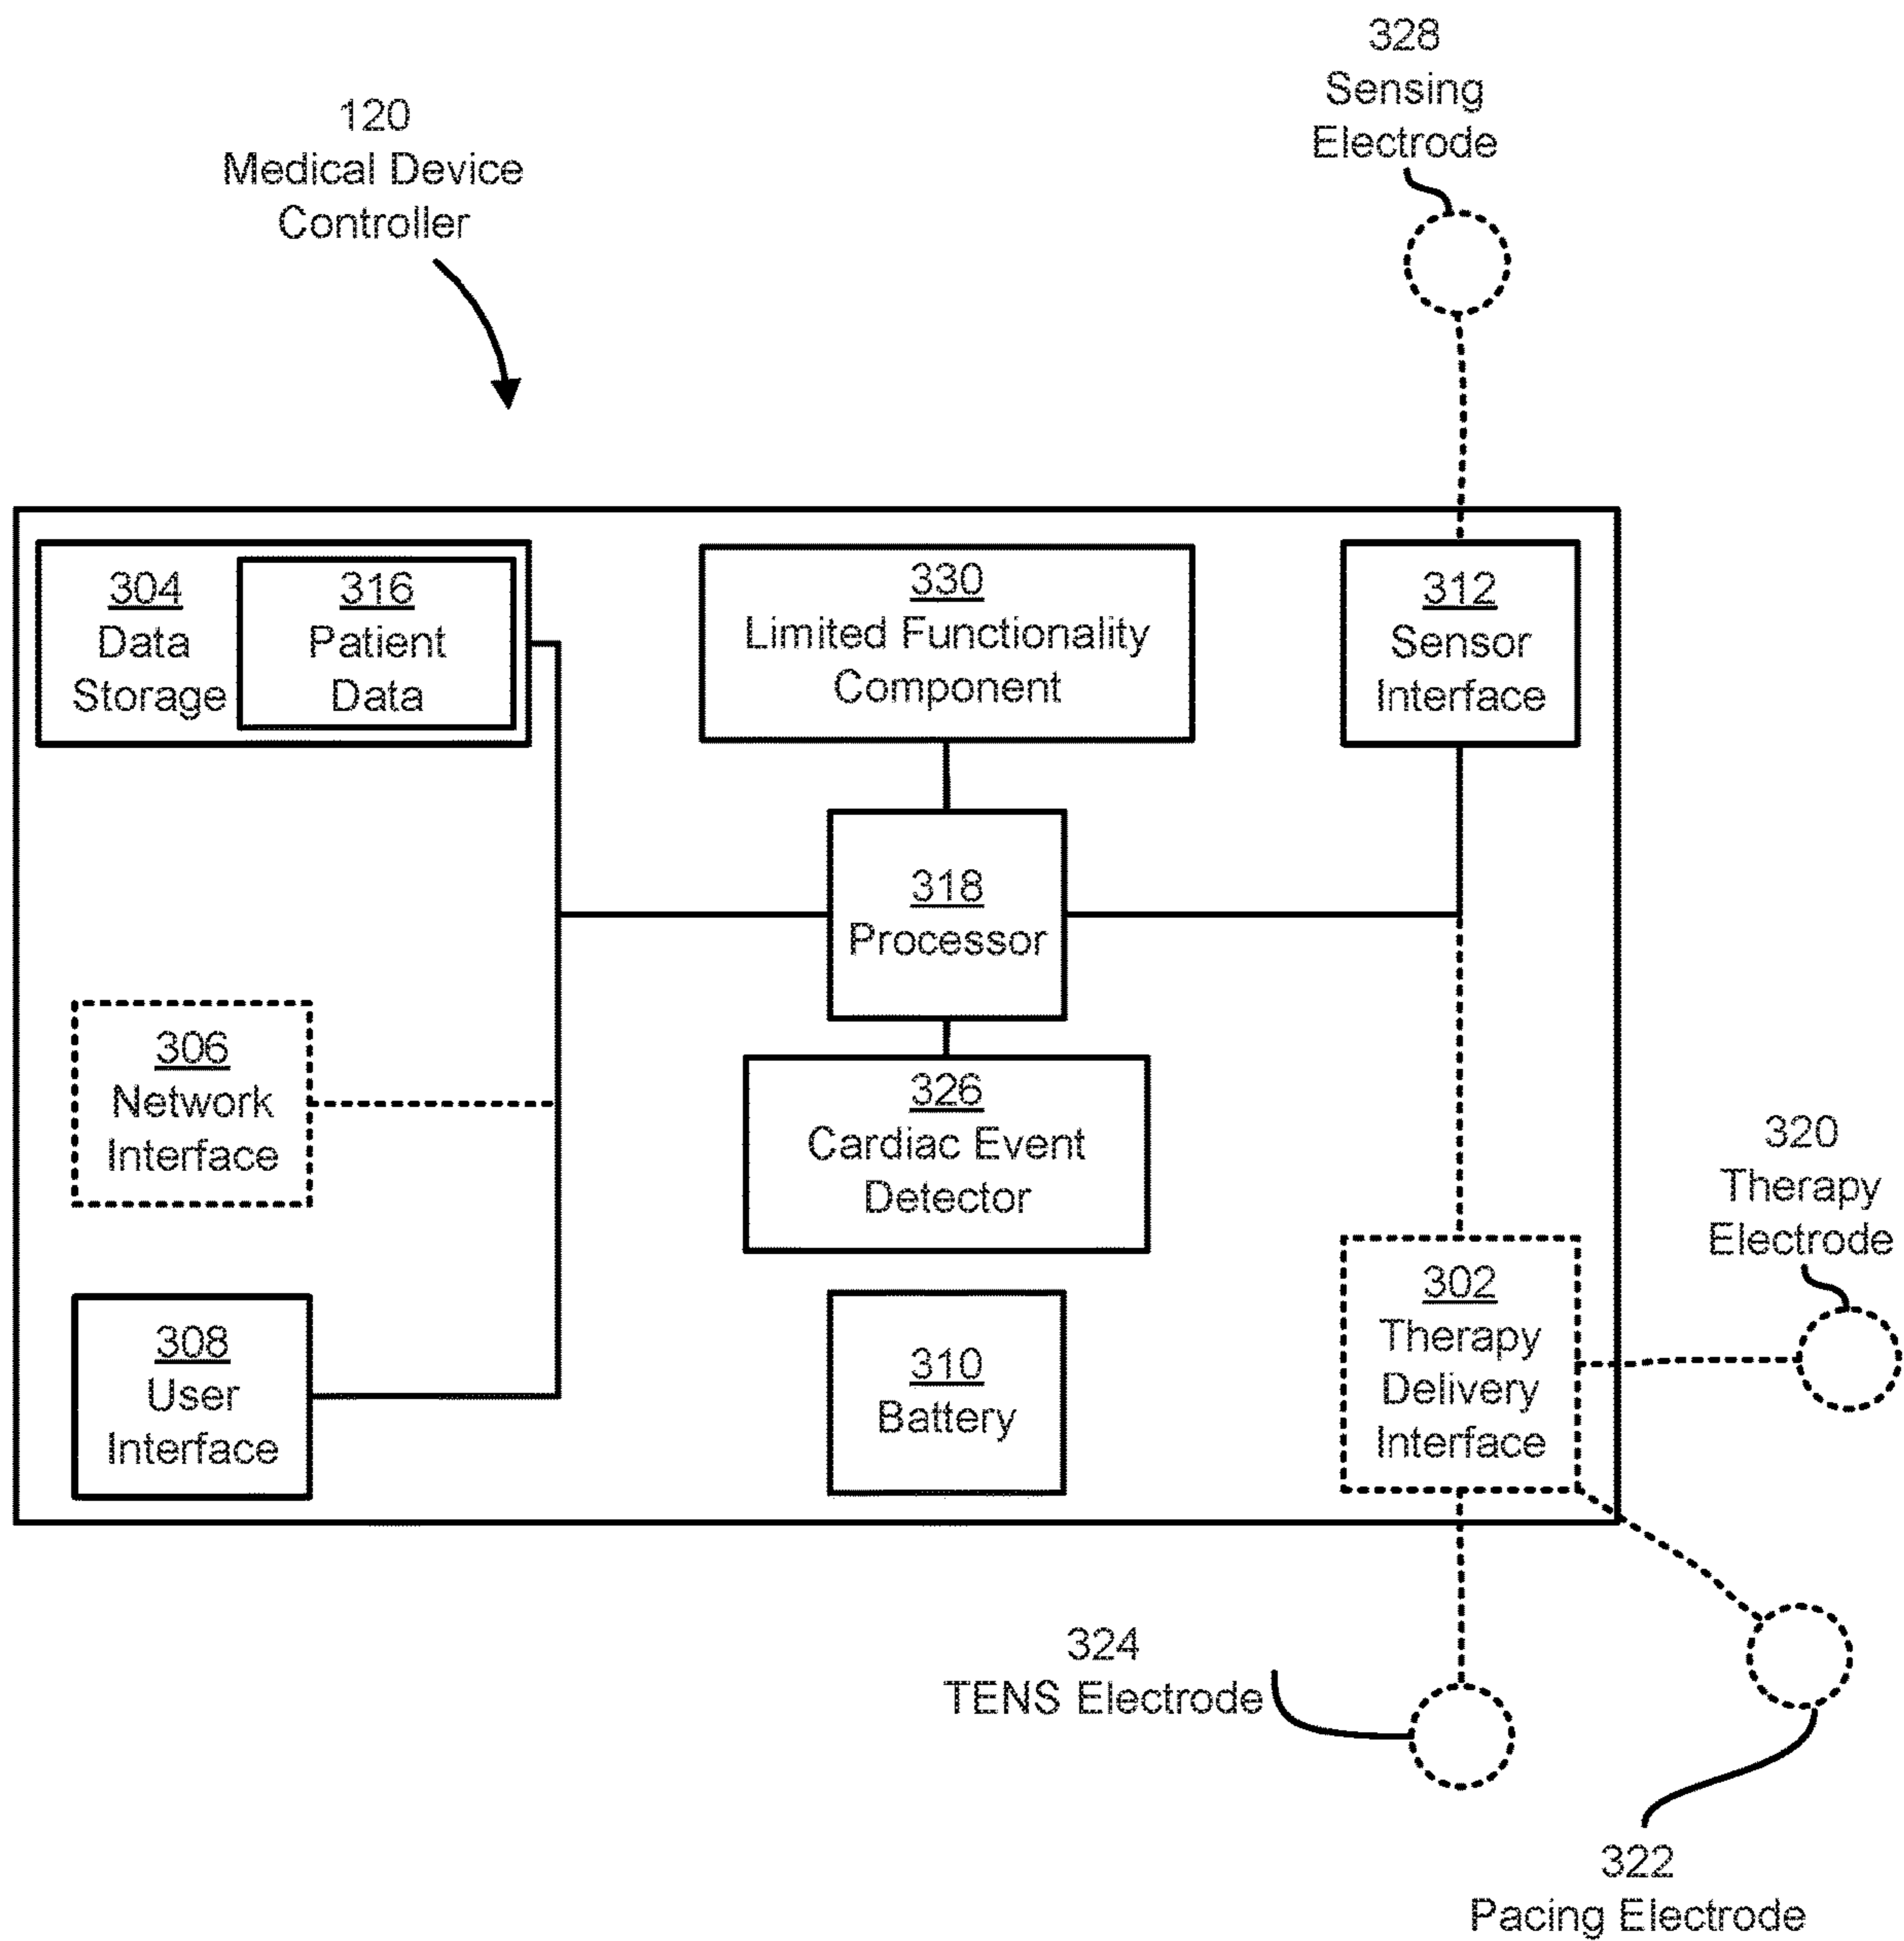 328
Sensing
Electrode
120
Medical Device
Controller
304
Data
Storage
316
Patient
Data
330
Limited Functionality
Component
312
Sensor
Interface
318
Processor
306
Network
Interface
326
Cardiac Event
Detector
320
Therapy
Electrode
308
User
Interface
310
Battery
302
Therapy
Delivery
Interface
324
TENS Electrode
322
Pacing Electrode